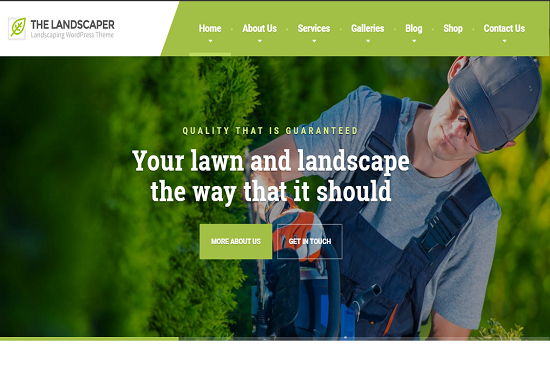 THE LANDSCAPER
Landscaping WordPress Theme
Home About Us Services Galleries Blog Shop Contact Us
QUALITY THAT IS GUARANTEED
Your lawn and landscape
the way that it should
MORE ABOUT US GET IN TOUCH